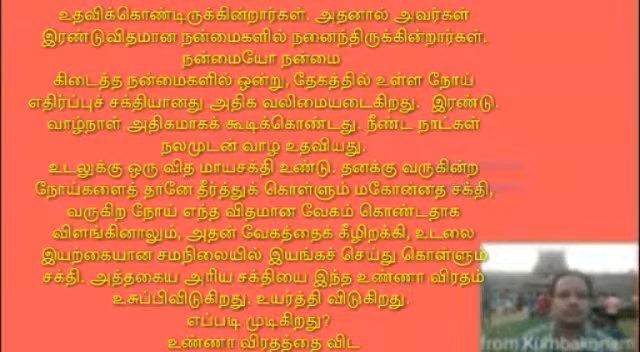 உதவிக்கொண்டிருக்கின்றார்கள். அதனால் அவர்கள்
இரண்டுவிதமான நன்மைகளில் நனைந்திருக்கின்றார்கள்.
நன்மையோ நன்மை
கிடைத்த நன்மைகளில் ஒன்று, தேகத்தில் உள்ள நோய்
எதிர்ப்புச் சக்தியானது அதிக வலிமையடைகிறது. இரண்டு.
வாழ்நாள் அதிகமாகக் கூடிக்கொண்டது. நீண்ட நாட்கள்
நலமுடன் வாழ உதவியது.
உடலுக்கு ஒரு வித மாயசக்தி உண்டு. தனக்கு வருகின்ற
நோய்களைத் தானே தீர்த்துக் கொள்ளும் மகோன்னத சக்தி,
வருகிற நோய் எந்த விதமான வேகம் கொண்டதாக
விளங்கினாலும், அதன் வேகத்தைக் கீழிறக்கி, உடலை
இயற்கையான சமநிலையில் இயங்கச் செய்து கொள்ளும்
சக்தி. அத்தகைய அரிய சக்தியை இந்த உண்ணா விரதம்
உசுப்பிவிடுகிறது. உயர்த்தி விடுகிறது.
எப்படி முடிகிறது?
உண்ணா விரதத்தை விட
from Kumbakonam